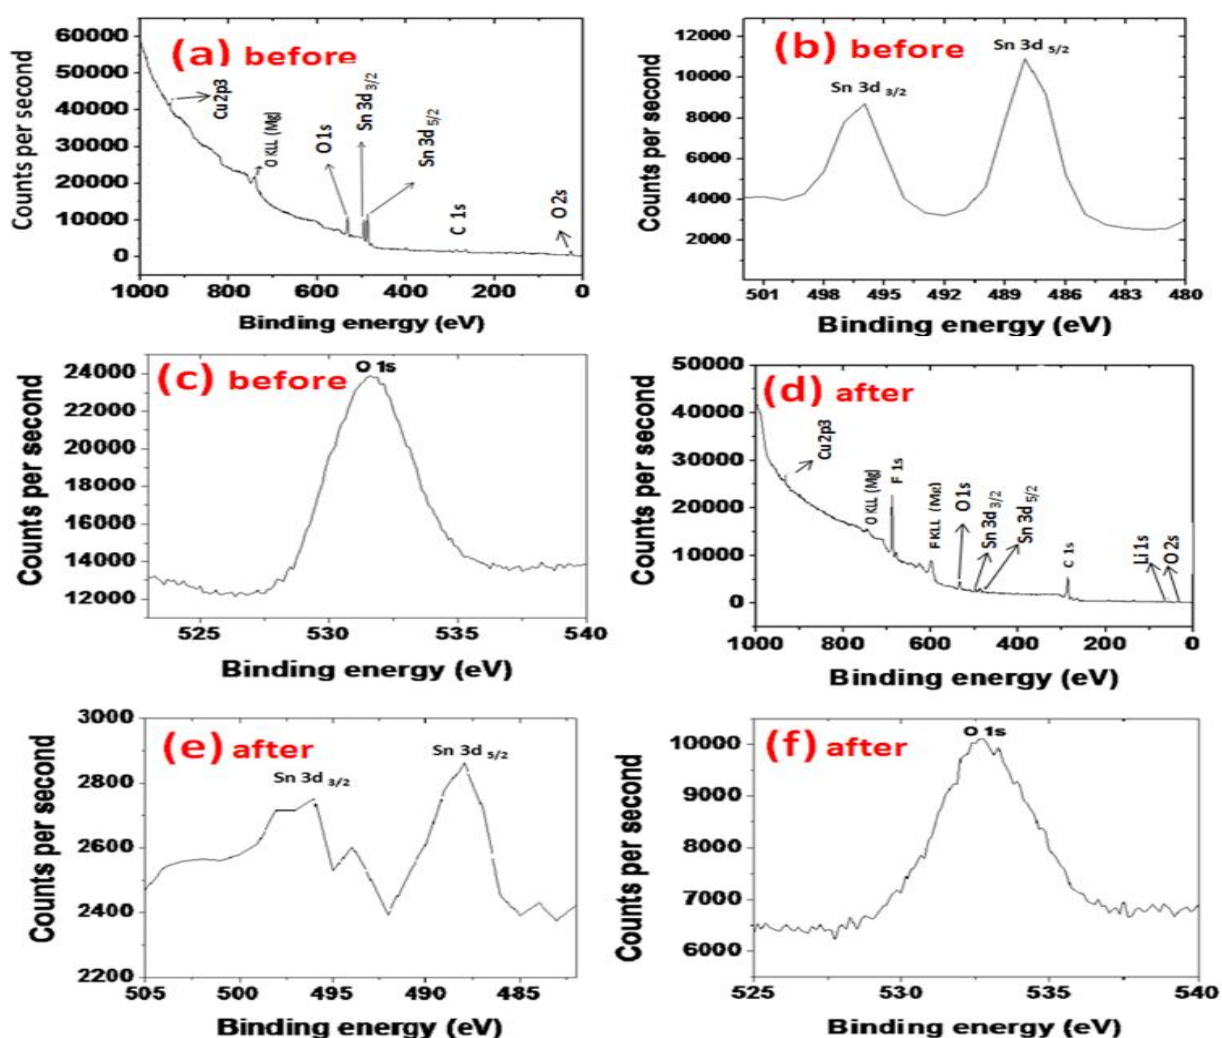 (a) before
60000
50000
40000
30000
20000
10000
0
Counts per second
Cu2p3
O KLL (Mg)
O1s
Sn 3d 3/2
Sn 3d 5/2
C 1s
O 2s
1000 800 600 400 200 0
Binding energy (eV)
(b) before
12000
10000
8000
6000
4000
2000
Counts per second
Sn 3d 3/2
Sn 3d 5/2
501 498 495 492 489 486 483 480
Binding energy (eV)
(c) before
24000
22000
20000
18000
16000
14000
12000
Counts per second
O 1s
525 530 535 540
Binding energy (eV)
(d) after
50000
40000
30000
20000
10000
0
Counts per second
Cu2p3
O KLL (Mg)
F 1s
F KLL (Mg)
O 1s
Sn 3d 3/2
Sn 3d 5/2
C 1s
Li 1s
O 2s
1000 800 600 400 200 0
Binding energy (eV)
(e) after
3000
2800
2600
2400
2200
Counts per second
Sn 3d 3/2
Sn 3d 5/2
505 500 495 490 485
Binding energy (eV)
(f) after
10000
9000
8000
7000
6000
Counts per second
O 1s
525 530 535 540
Binding energy (eV)